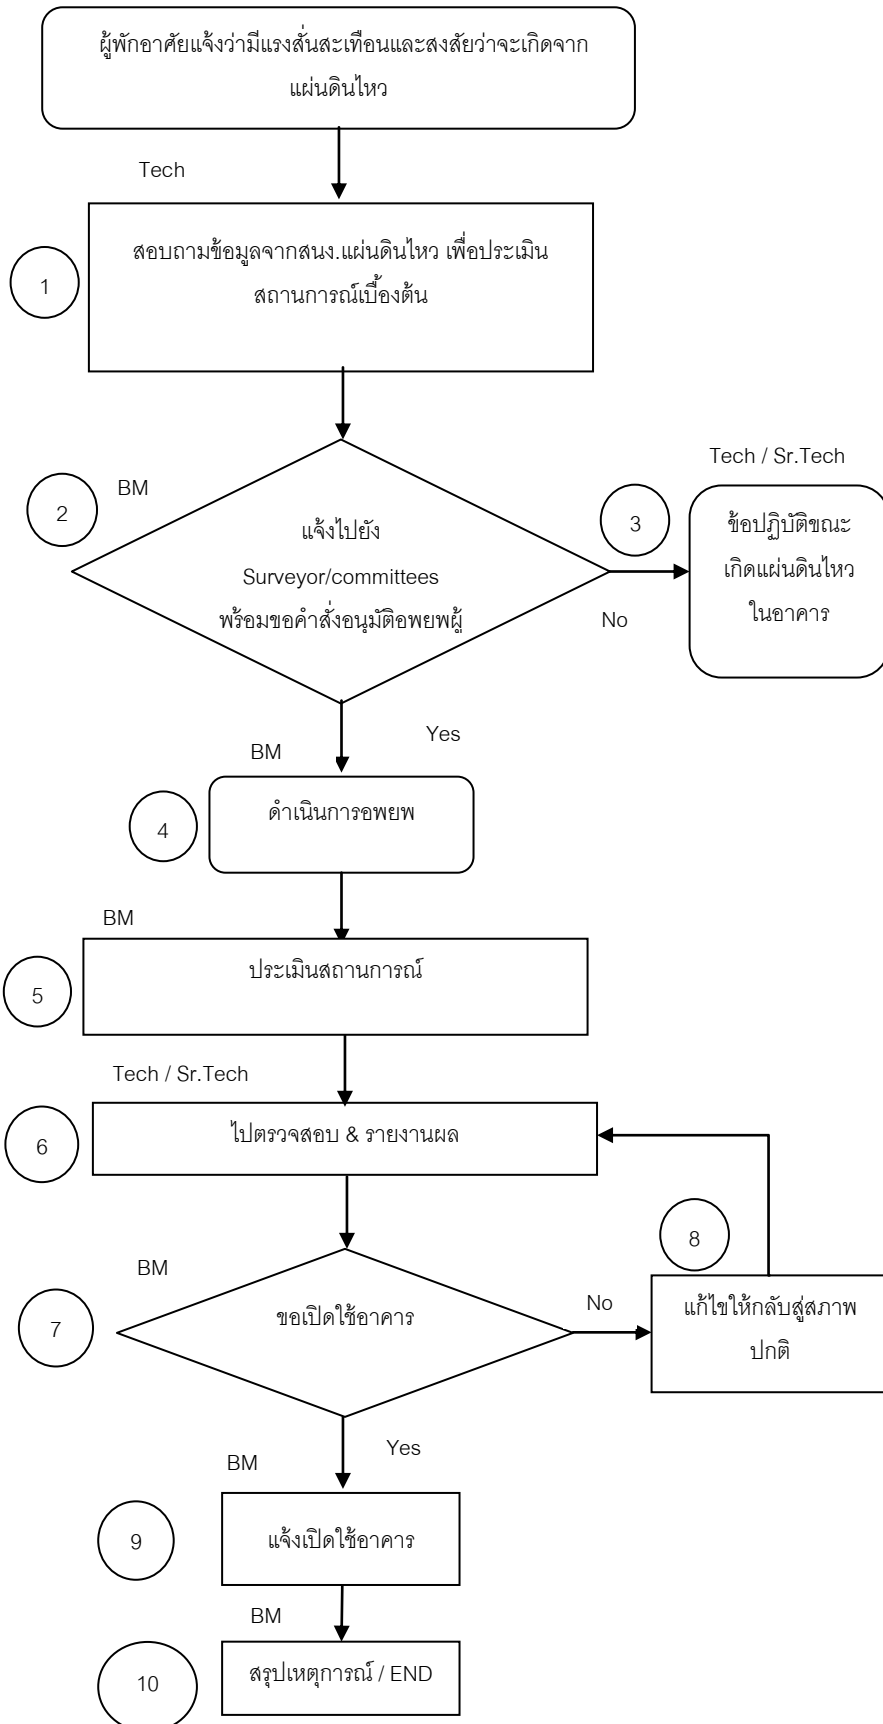 ผู้พักอาศัยแจ้งว่ามีแรงสั่นสะเทือนและสงสัยว่าจะเกิดจาก
แผ่นดินไหว
Tech
1
สอบถามข้อมูลจากสนง.แผ่นดินไหว เพื่อประเมิน
สถานการณ์เบื้องต้น
Tech / Sr.Tech
BM
2
3
แจ้งไปยัง
Surveyor/committees
พร้อมขอคำสั่งอนุมัติอพยพผู้
ข้อปฏิบัติขณะ
เกิดแผ่นดินไหว
ในอาคาร
No
Yes
BM
4
ดำเนินการอพยพ
BM
5
ประเมินสถานการณ์
Tech / Sr.Tech
6
ไปตรวจสอบ & รายงานผล
8
BM
7
ขอเปิดใช้อาคาร
No
แก้ไขให้กลับสู่สภาพ
ปกติ
Yes
BM
9
แจ้งเปิดใช้อาคาร
BM
10
สรุปเหตุการณ์ / END